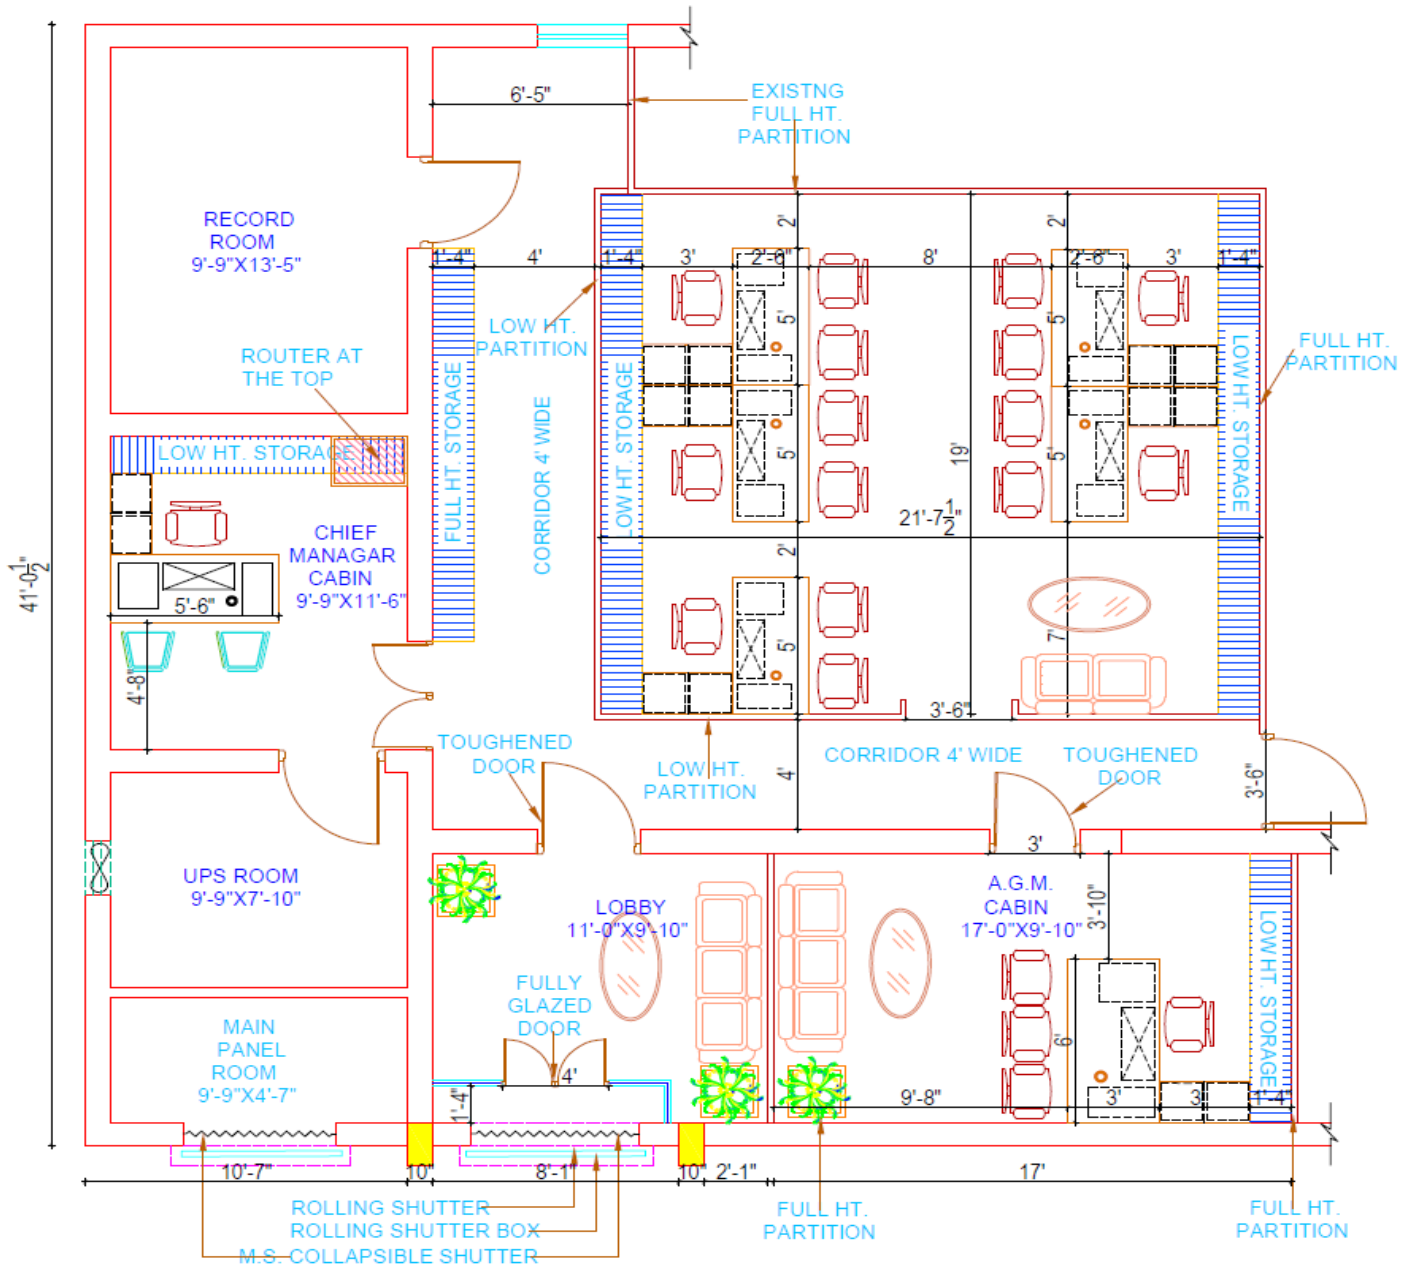 6'-5"
EXISTNG
FULL HT.
PARTITION
RECORD
ROOM
9'-9"X13'-5"
2'
2'
1'-4"
4'
1'-4"
3'
2'-6"
8'
2'-6"
3'
1'-4"
LOW HT.
PARTITION
5'
5'
FULL HT.
PARTITION
ROUTER AT
THE TOP
FULL HT. STORAGE
CORRIDOR 4' WIDE
LOW HT. STORAGE
LOW HT. STORAGE
LOW HT. STORAGE
5'
19'
5'
21'-7 1/2"
CHIEF
MANAGAR
CABIN
9'-9"X11'-6"
41'-0 1/2"
2'
5'-6"
5'
7'
4'-8"
3'-6"
TOUGHENED
DOOR
LOW HT.
PARTITION
4'
CORRIDOR 4' WIDE
TOUGHENED
DOOR
3'-6"
3'
UPS ROOM
9'-9"X7'-10"
LOBBY
11'-0"X9'-10"
A.G.M.
CABIN
17'-0"X9'-10"
3'-10"
LOW HT. STORAGE
FULLY
GLAZED
DOOR
MAIN
PANEL
ROOM
9'-9"X4'-7"
4'
1'-4"
6'
9'-8"
3'
3
1'-4"
10'-7"
10"
8'-1"
10"
2'-1"
17'
ROLLING SHUTTER
ROLLING SHUTTER BOX
M.S. COLLAPSIBLE SHUTTER
FULL HT.
PARTITION
FULL HT.
PARTITION